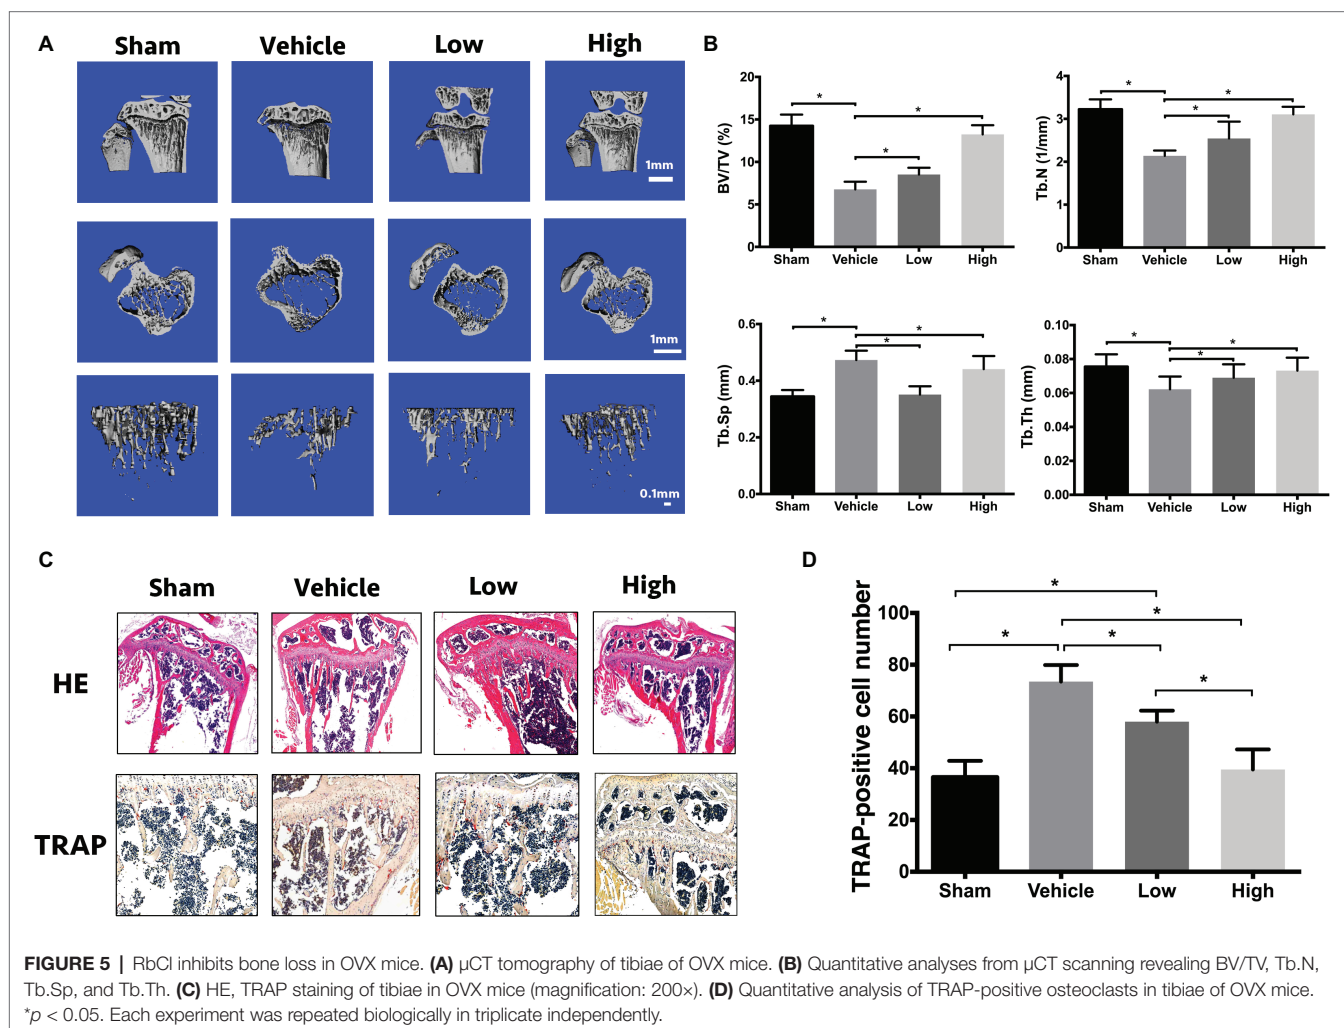 A
Sham Vehicle Low High
1mm
1mm
0.1mm
B
BV/TV (%)
20
15
10
5
0
* * *
Sham Vehicle Low High
Tb.N (1/mm)
4
3
2
1
0
* * *
Sham Vehicle Low High
Tb.Sp (mm)
0.6
0.4
0.2
0.0
* * *
Sham Vehicle Low High
Tb.Th (mm)
0.10
0.08
0.06
0.04
0.02
0.00
* * *
Sham Vehicle Low High
C
Sham Vehicle Low High
HE
TRAP
D
TRAP-positive cell number
100
80
60
40
20
0
* * * * *
Sham Vehicle Low High
FIGURE 5 | RbCl inhibits bone loss in OVX mice. (A) μCT tomography of tibiae of OVX mice. (B) Quantitative analyses from μCT scanning revealing BV/TV, Tb.N,
Tb.Sp, and Tb.Th. (C) HE, TRAP staining of tibiae in OVX mice (magnification: 200×). (D) Quantitative analysis of TRAP-positive osteoclasts in tibiae of OVX mice.
*p < 0.05. Each experiment was repeated biologically in triplicate independently.